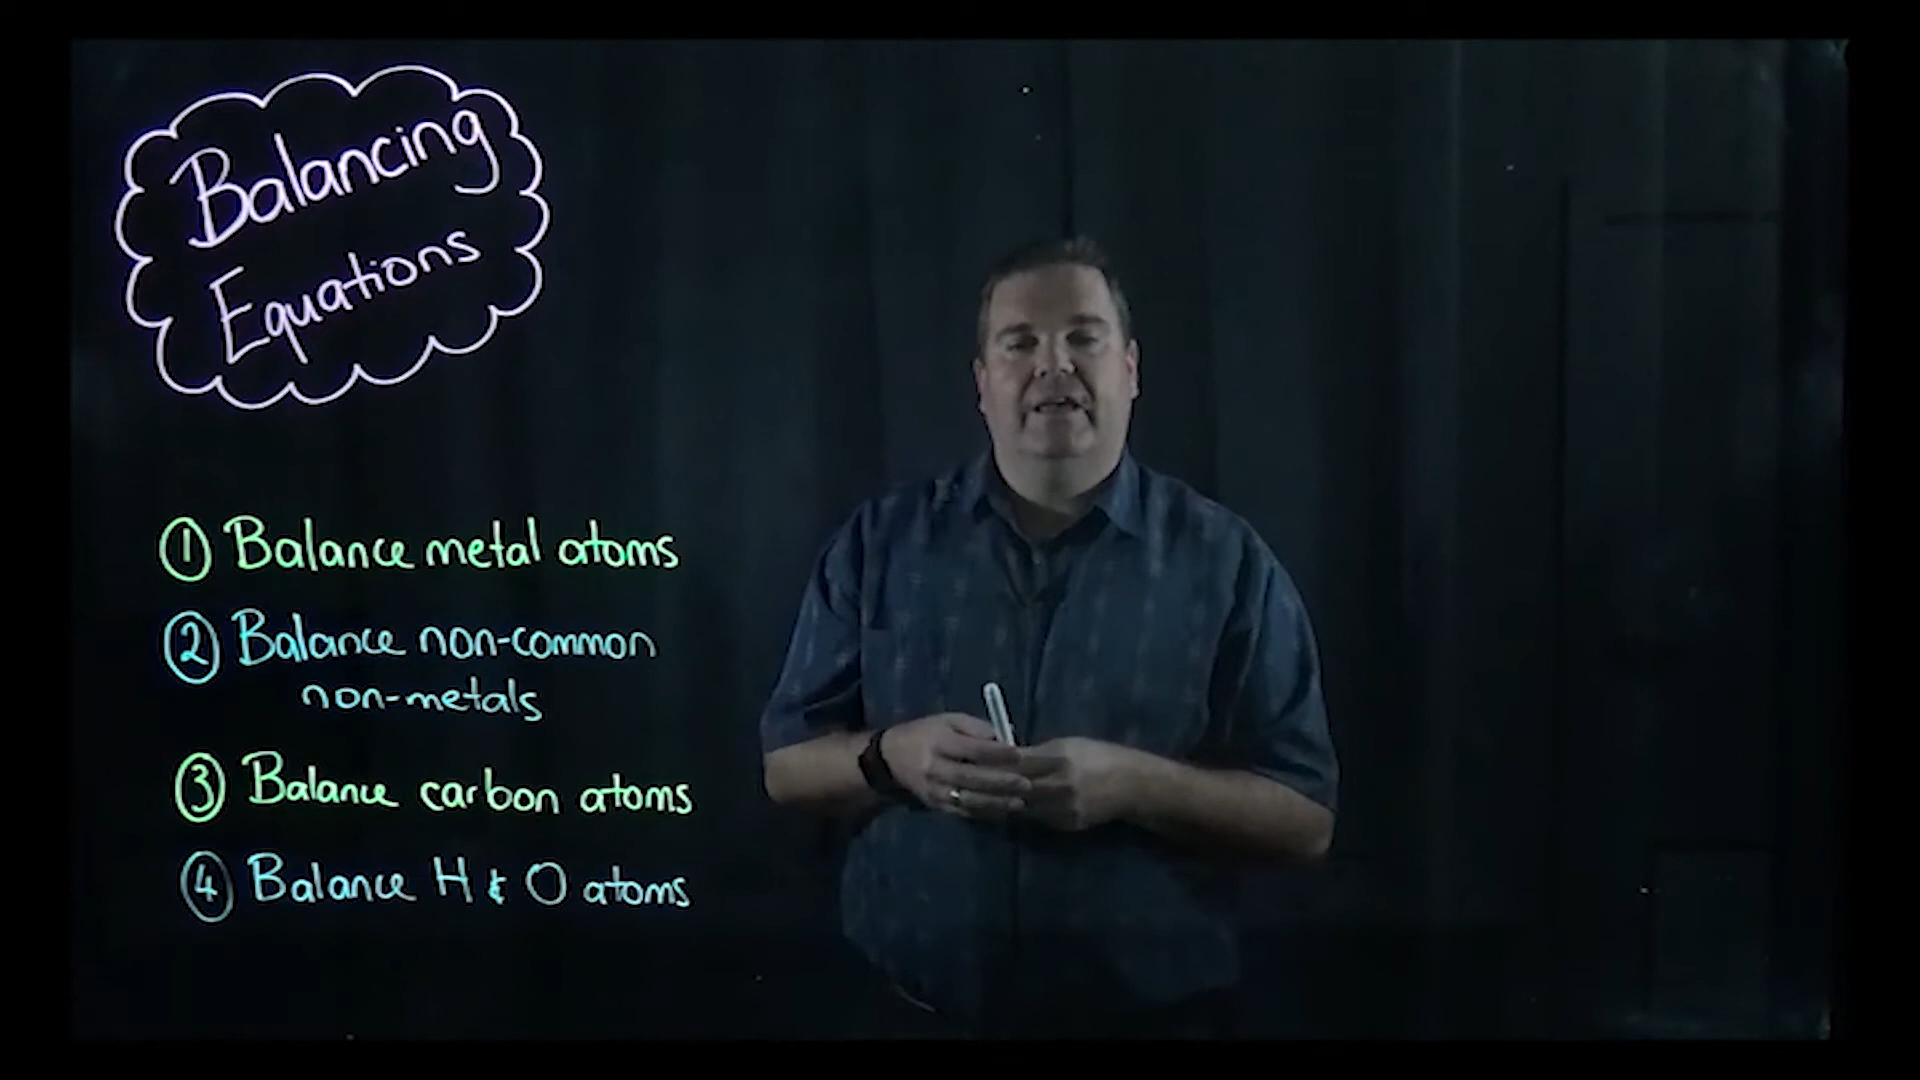 Balancing
Equations
① Balance metal atoms
② Balance non-common
non-metals
③ Balance carbon atoms
④ Balance H & O atoms